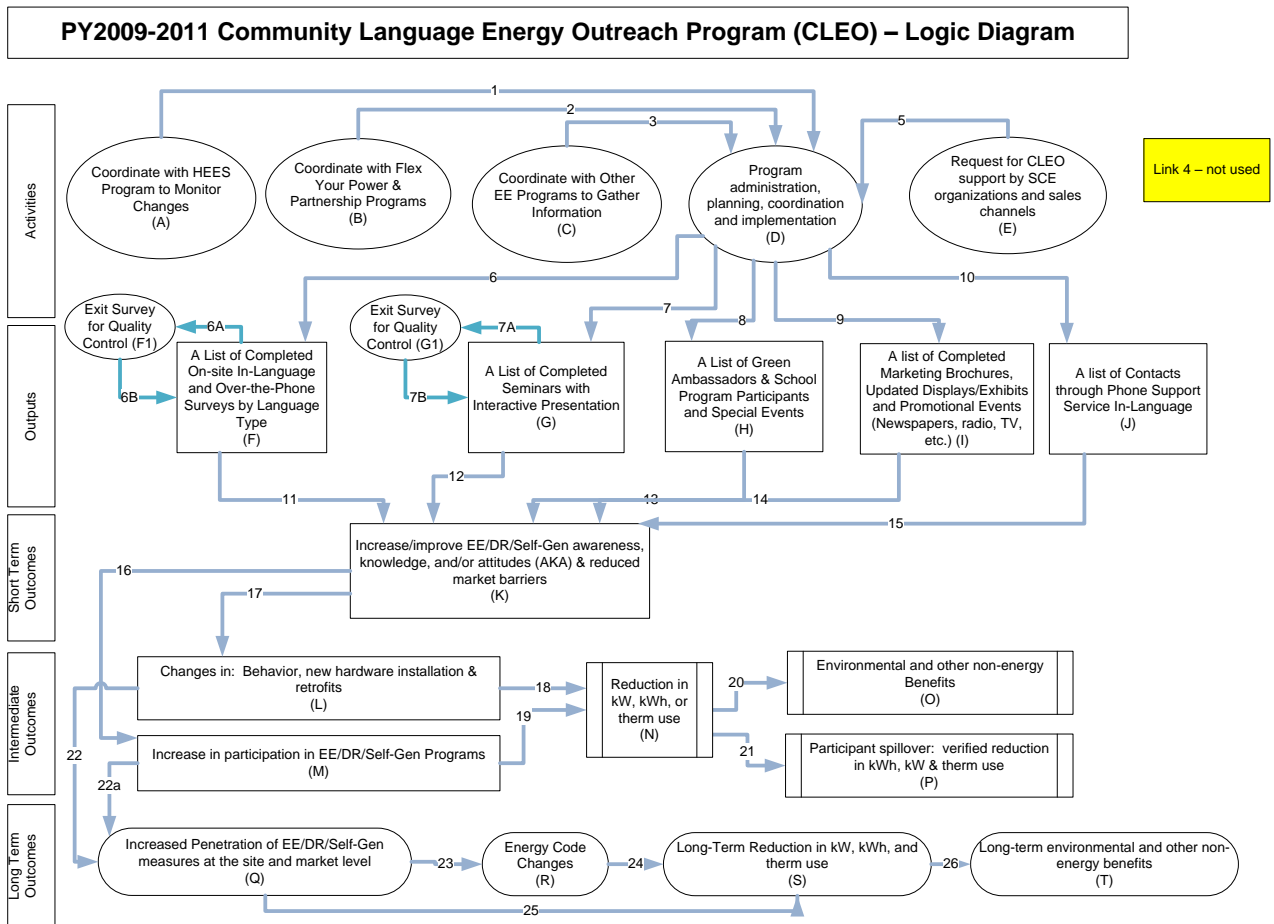 PY2009-2011 Community Language Energy Outreach Program (CLEO) – Logic Diagram
1
2
3
5
Activities
Coordinate with HEES
Program to Monitor
Changes
(A)
Coordinate with Flex
Your Power &
Partnership Programs
(B)
Coordinate with Other
EE Programs to Gather
Information
(C)
Program
administration,
planning, coordination
and implementation
(D)
Request for CLEO
support by SCE
organizations and sales
channels
(E)
Link 4 – not used
6
7
8
9
10
Outputs
Exit Survey
for Quality
Control (F1)
6A
6B
A List of Completed
On-site In-Language
and Over-the-Phone
Surveys by Language
Type
(F)
Exit Survey
for Quality
Control (G1)
7A
7B
A List of Completed
Seminars with
Interactive Presentation
(G)
A List of Green
Ambassadors & School
Program Participants
and Special Events
(H)
A list of Completed
Marketing Brochures,
Updated Displays/Exhibits
and Promotional Events
(Newspapers, radio, TV,
etc.) (I)
A list of Contacts
through Phone Support
Service In-Language
(J)
11
12
13
14
15
Short Term
Outcomes
Increase/improve EE/DR/Self-Gen awareness,
knowledge, and/or attitudes (AKA) & reduced
market barriers
(K)
16
17
Intermediate
Outcomes
Changes in: Behavior, new hardware installation &
retrofits
(L)
18
19
Increase in participation in EE/DR/Self-Gen Programs
(M)
Reduction in
kW, kWh, or
therm use
(N)
20
21
Environmental and other non-energy
Benefits
(O)
Participant spillover: verified reduction
in kWh, kW & therm use
(P)
22
22a
Long Term
Outcomes
Increased Penetration of EE/DR/Self-Gen
measures at the site and market level
(Q)
23
Energy Code
Changes
(R)
24
Long-Term Reduction in kW, kWh, and
therm use
(S)
26
Long-term environmental and other non-
energy benefits
(T)
25